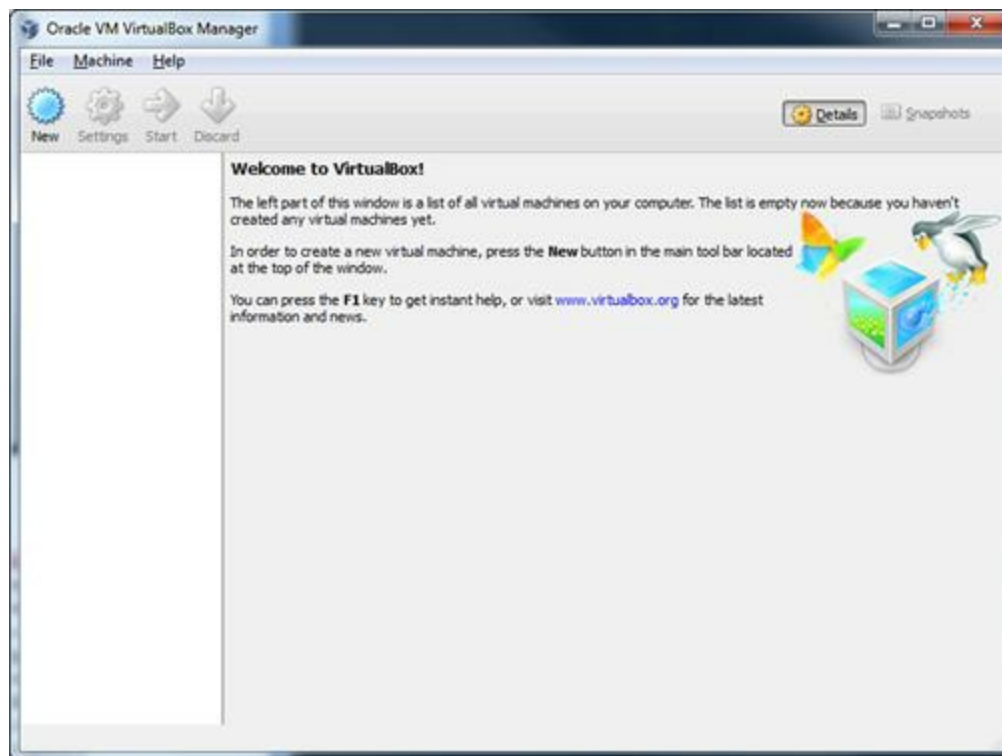 Oracle VM VirtualBox Manager
File Machine Help
New Settings Start Discard
Details Snapshots
Welcome to VirtualBox!
The left part of this window is a list of all virtual machines on your computer. The list is empty now because you haven't
created any virtual machines yet.
In order to create a new virtual machine, press the New button in the main tool bar located
at the top of the window.
You can press the F1 key to get instant help, or visit www.virtualbox.org for the latest
information and news.